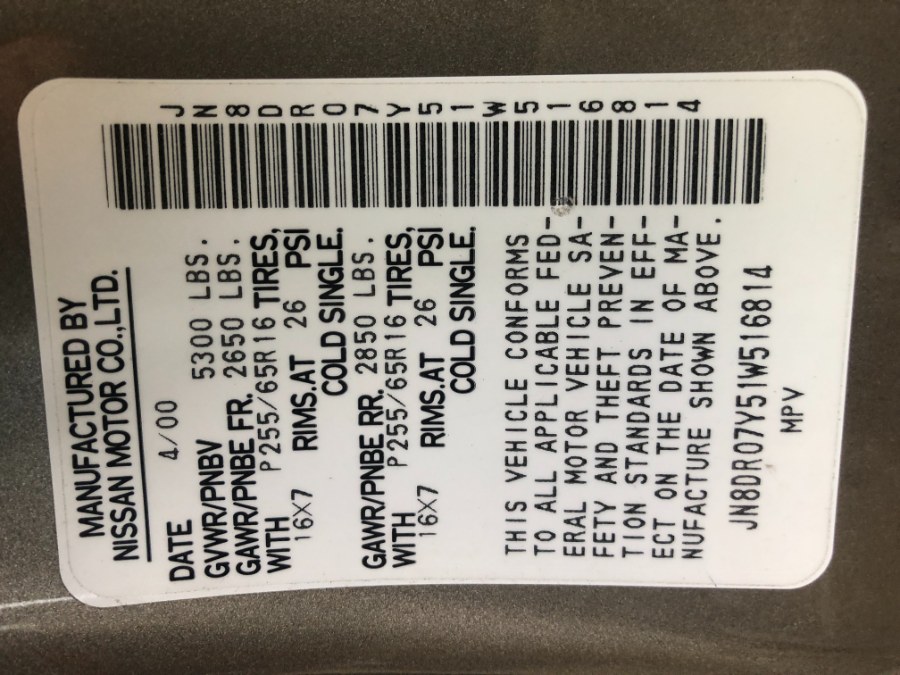 MANUFACTURED BY
NISSAN MOTOR CO.,LTD.
DATE 4/00
GVWR/PNBV 5300 LBS.
GAWR/PNBE FR. 2650 LBS.
WITH P255/65R16 TIRES,
16X7 RIMS.AT 26 PSI
COLD SINGLE.
GAWR/PNBE RR. 2850 LBS.
WITH P255/65R16 TIRES,
16X7 RIMS.AT 26 PSI
COLD SINGLE.
THIS VEHICLE CONFORMS
TO ALL APPLICABLE FED-
ERAL MOTOR VEHICLE SA-
FETY AND THEFT PREVEN-
TION STANDARDS IN EFF-
ECT ON THE DATE OF MA-
NUFACTURE SHOWN ABOVE.
JN8DR07Y51W516814
MPV
JN8DR07Y51W516814